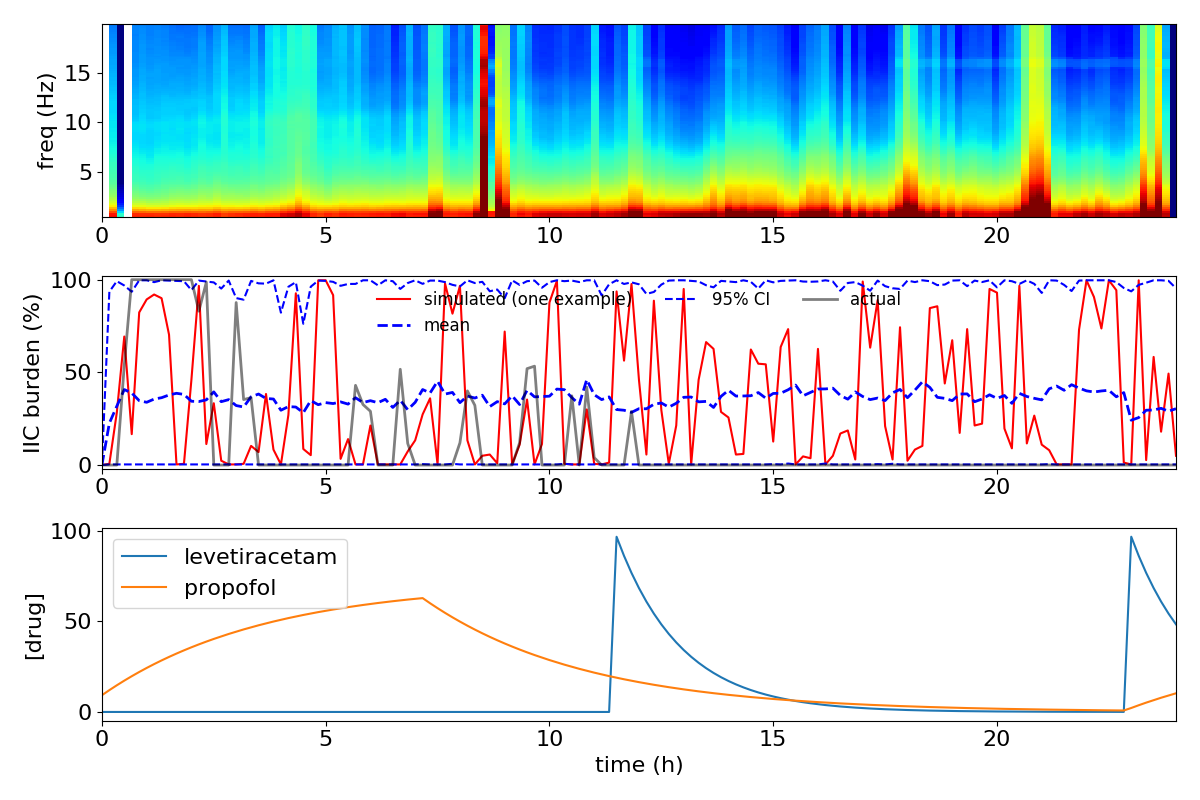 freq (Hz)
15
10
5
0 5 10 15 20
IIC burden (%)
100
50
0
simulated (one example) 95% CI actual
mean
0 5 10 15 20
[drug]
100
50
0
levetiracetam
propofol
0 5 10 15 20
time (h)